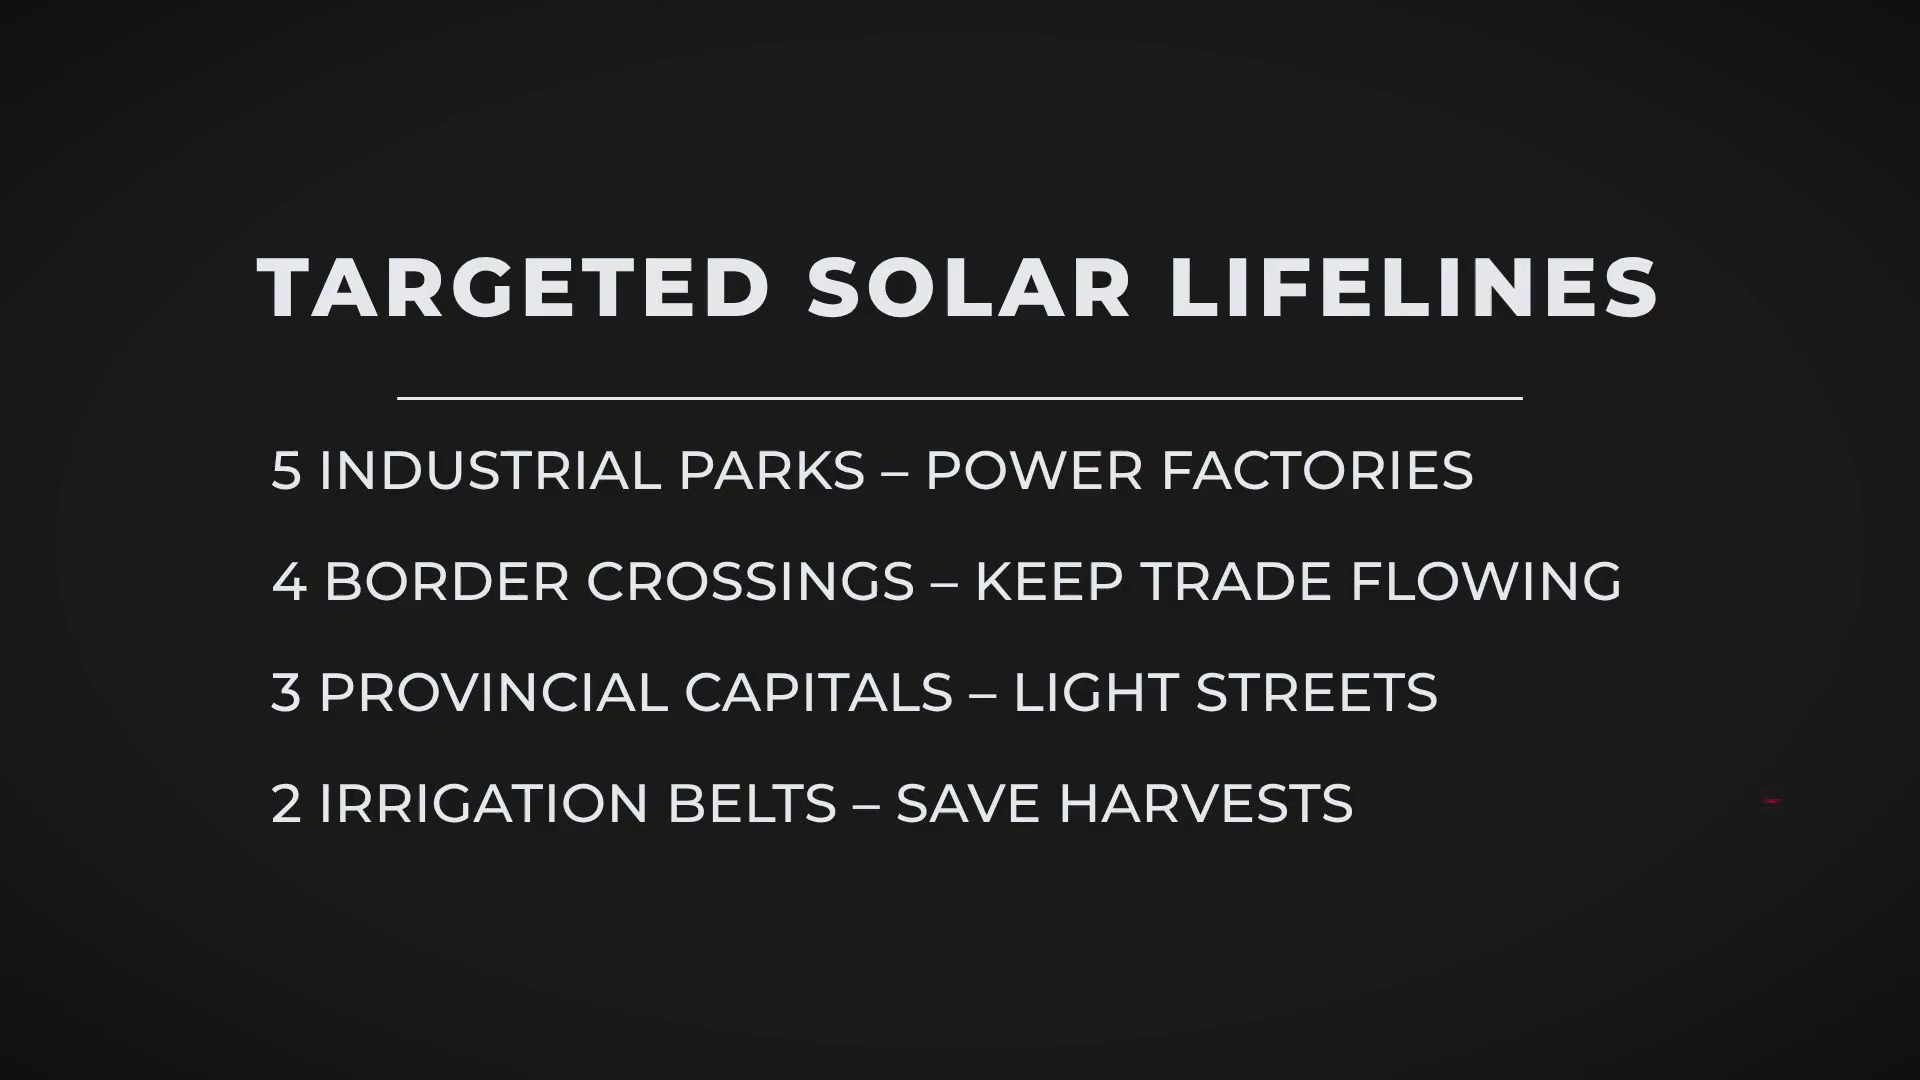 TARGETED SOLAR LIFELINES
5 INDUSTRIAL PARKS – POWER FACTORIES
4 BORDER CROSSINGS – KEEP TRADE FLOWING
3 PROVINCIAL CAPITALS – LIGHT STREETS
2 IRRIGATION BELTS – SAVE HARVESTS